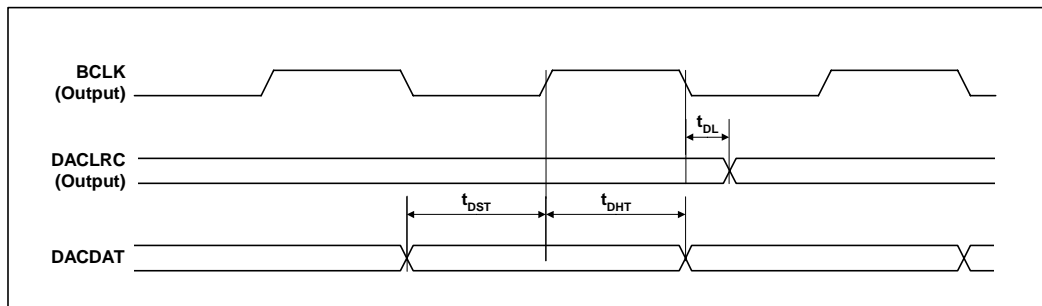 BCLK
(Output)
t_DL
DACLRC
(Output)
t_DST
t_DHT
DACDAT